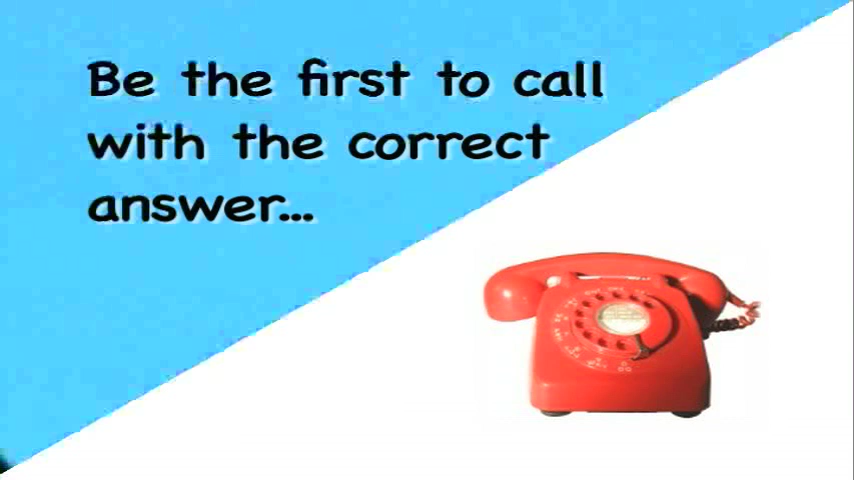 Be the first to call
with the correct
answer...